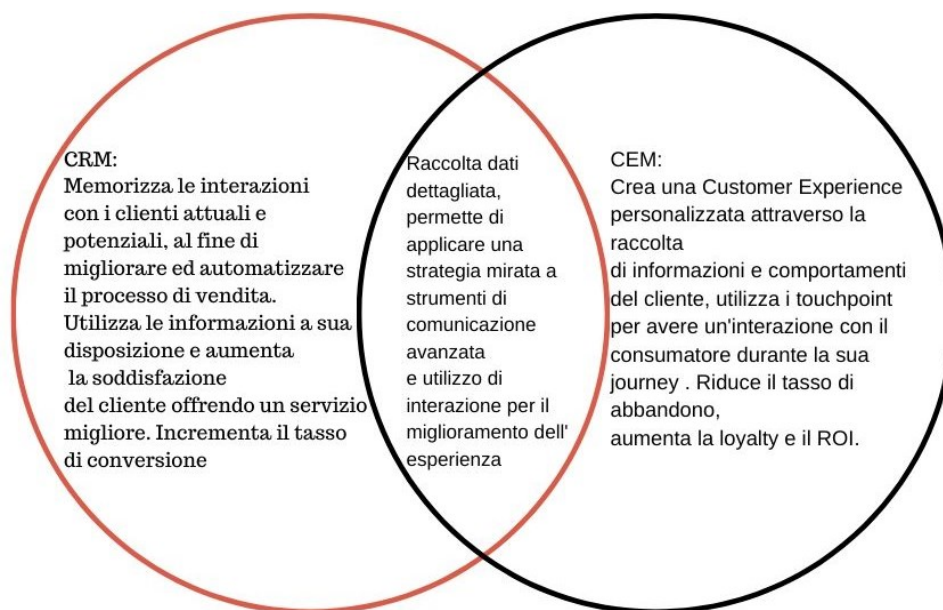 CRM:
Memorizza le interazioni
con i clienti attuali e
potenziali, al fine di
migliorare ed automatizzare
il processo di vendita.
Utilizza le informazioni a sua
disposizione e aumenta
la soddisfazione
del cliente offrendo un servizio
migliore. Incrementa il tasso
di conversione
Raccolta dati
dettagliata,
permette di
applicare una
strategia mirata a
strumenti di
comunicazione
avanzata
e utilizzo di
interazione per il
miglioramento dell'
esperienza
CEM:
Crea una Customer Experience
personalizzata attraverso la
raccolta
di informazioni e comportamenti
del cliente, utilizza i touchpoint
per avere un'interazione con il
consumatore durante la sua
journey . Riduce il tasso di
abbandono,
aumenta la loyalty e il ROI.